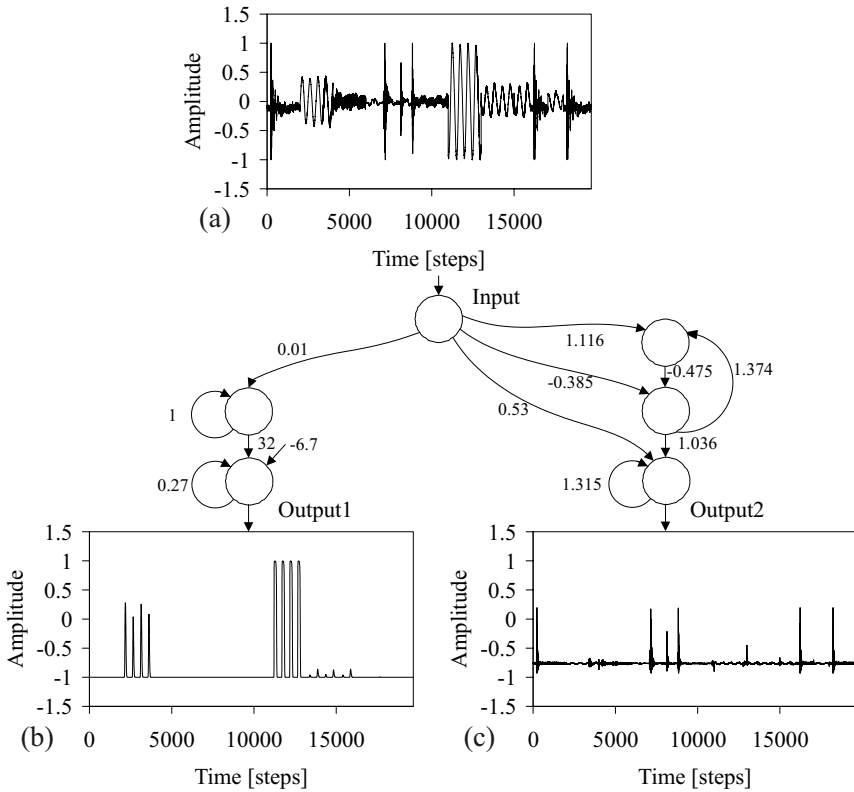 1.5
1
0.5
0
-0.5
-1
-1.5
Amplitude
0 5000 10000 15000
(a)
Time [steps]
Input
0.01
1.116
-0.475
1.374
-0.385
0.53
1
32
-6.7
1.036
0.27
1.315
Output1
Output2
1.5
1
0.5
0
-0.5
-1
-1.5
Amplitude
(b)
0 5000 10000 15000
Time [steps]
1.5
1
0.5
0
-0.5
-1
-1.5
Amplitude
(c)
0 5000 10000 15000
Time [steps]